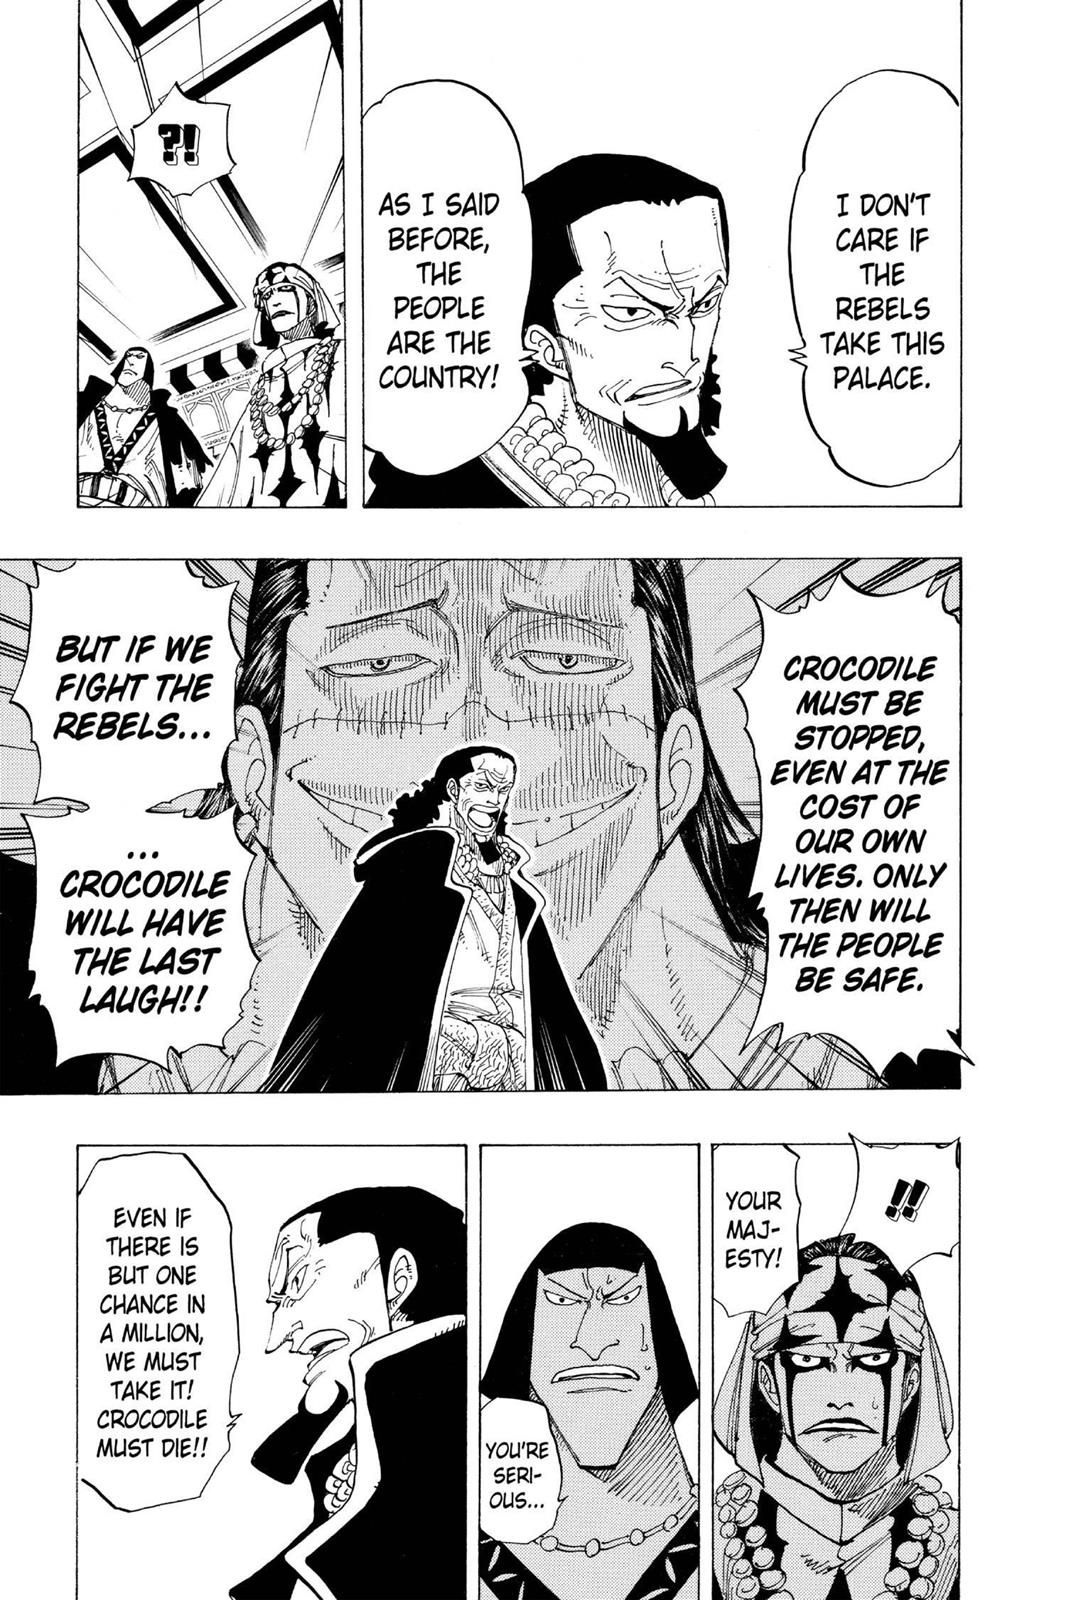 I DON'T
CARE IF
THE
REBELS
TAKE THIS
PALACE.
AS I SAID
BEFORE,
THE
PEOPLE
ARE THE
COUNTRY!
?!
CROCODILE
MUST BE
STOPPED,
EVEN AT THE
COST OF
OUR OWN
LIVES. ONLY
THEN WILL
THE PEOPLE
BE SAFE.
BUT IF WE
FIGHT THE
REBELS...
...
CROCODILE
WILL HAVE
THE LAST
LAUGH!!
!!
YOUR
MAJ-
ESTY!
YOU'RE
SERI-
OUS...
EVEN IF
THERE IS
BUT ONE
CHANCE IN
A MILLION,
WE MUST
TAKE IT!
CROCODILE
MUST DIE!!